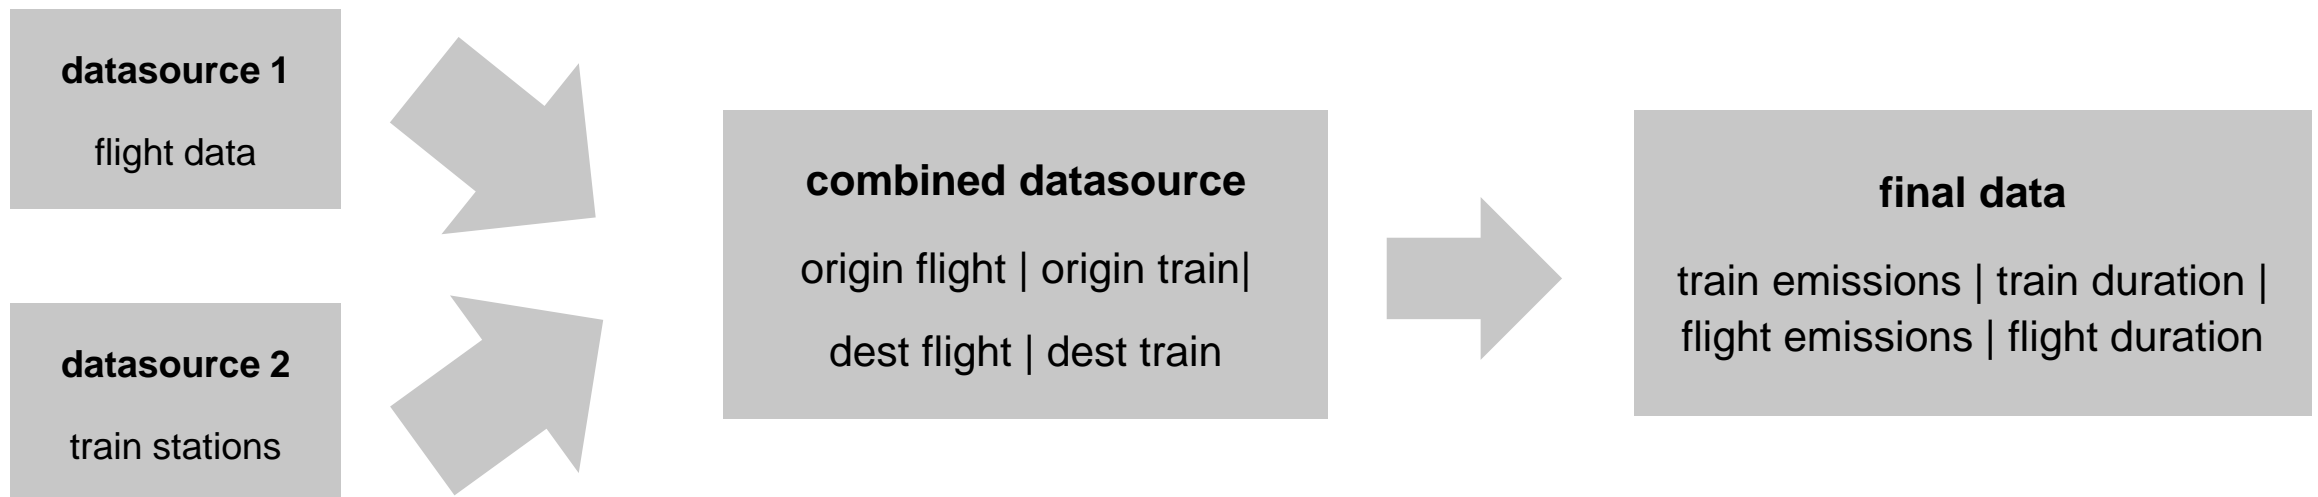 datasource 1
flight data
datasource 2
train stations
combined datasource
origin flight | origin train|
dest flight | dest train
final data
train emissions | train duration |
flight emissions | flight duration